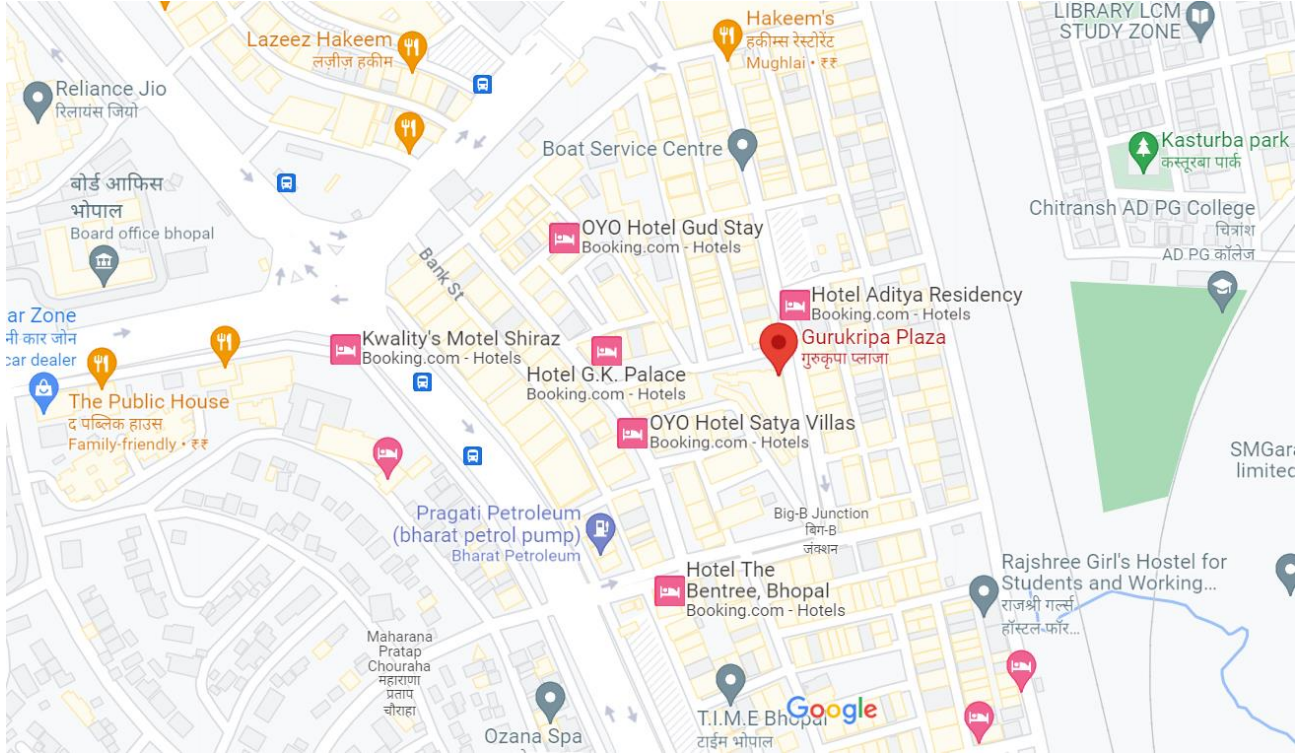 Hakeem's
हकीम्स रेस्टोरेंट
Mughlai • ₹₹
LIBRARY LCM
STUDY ZONE
Lazeez Hakeem
लज़ीज़ हकीम
Reliance Jio
रिलायंस जियो
Boat Service Centre
Kasturba park
कस्तूरबा पार्क
बोर्ड आफिस
भोपाल
Board office bhopal
Chitransh AD PG College
चित्रांश
AD PG कॉलेज
OYO Hotel Gud Stay
Booking.com - Hotels
Bank St
Hotel Aditya Residency
Booking.com - Hotels
ar Zone
नी कार जोन
car dealer
Kwality's Motel Shiraz
Booking.com - Hotels
Gurukripa Plaza
गुरुकृपा प्लाजा
Hotel G.K. Palace
Booking.com - Hotels
The Public House
द पब्लिक हाउस
Family-friendly • ₹₹
OYO Hotel Satya Villas
Booking.com - Hotels
SMGara
limited
Pragati Petroleum
(bharat petrol pump)
Bharat Petroleum
Big-B Junction
बिग-B
जंक्शन
Hotel The
Bentree, Bhopal
Booking.com - Hotels
Rajshree Girl's Hostel for
Students and Working...
राजश्री गर्ल्स
हॉस्टल फॉर...
Maharana
Pratap
Chouraha
महाराणा
प्रताप
चौराहा
T.I.M.E Bhopal
टाईम भोपाल
Google
Ozana Spa